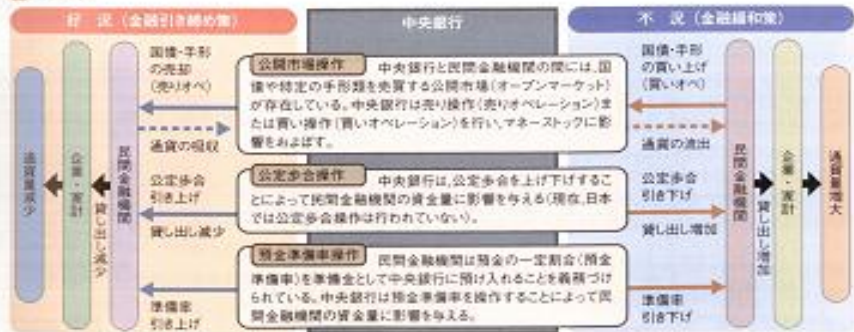 好況（金融引き締め策）
中央銀行
不況（金融緩和策）
国債・手形
の売却
（売りオペ）
通貨の吸収
公定歩合
引き上げ
貸し出し減少
準備率
引き上げ
通貨量減少
企業・家計
貸し出し減少
民間金融機関
公開市場操作 中央銀行と民間金融機関の間には、国
債や特定の手形類を売買する公開市場（オープンマーケット）
が存在している。中央銀行は売り操作（売りオペレーション）ま
たは買い操作（買いオペレーション）を行い、マネーストックに影
響をおよぼす。
公定歩合操作 中央銀行は、公定歩合を上げ下げするこ
とによって民間金融機関の資金量に影響を与える（現在、日本
では公定歩合操作は行われていない）。
預金準備率操作 民間金融機関は預金の一定割合（預金
準備率）を準備金として中央銀行に預け入れることを義務づけ
られている。中央銀行は預金準備率を操作することによって民
間金融機関の資金量に影響を与える。
国債・手形
の買い上げ
（買いオペ）
通貨の流出
公定歩合
引き下げ
貸し出し増加
準備率
引き下げ
民間金融機関
貸し出し増加
企業・家計
通貨量増大